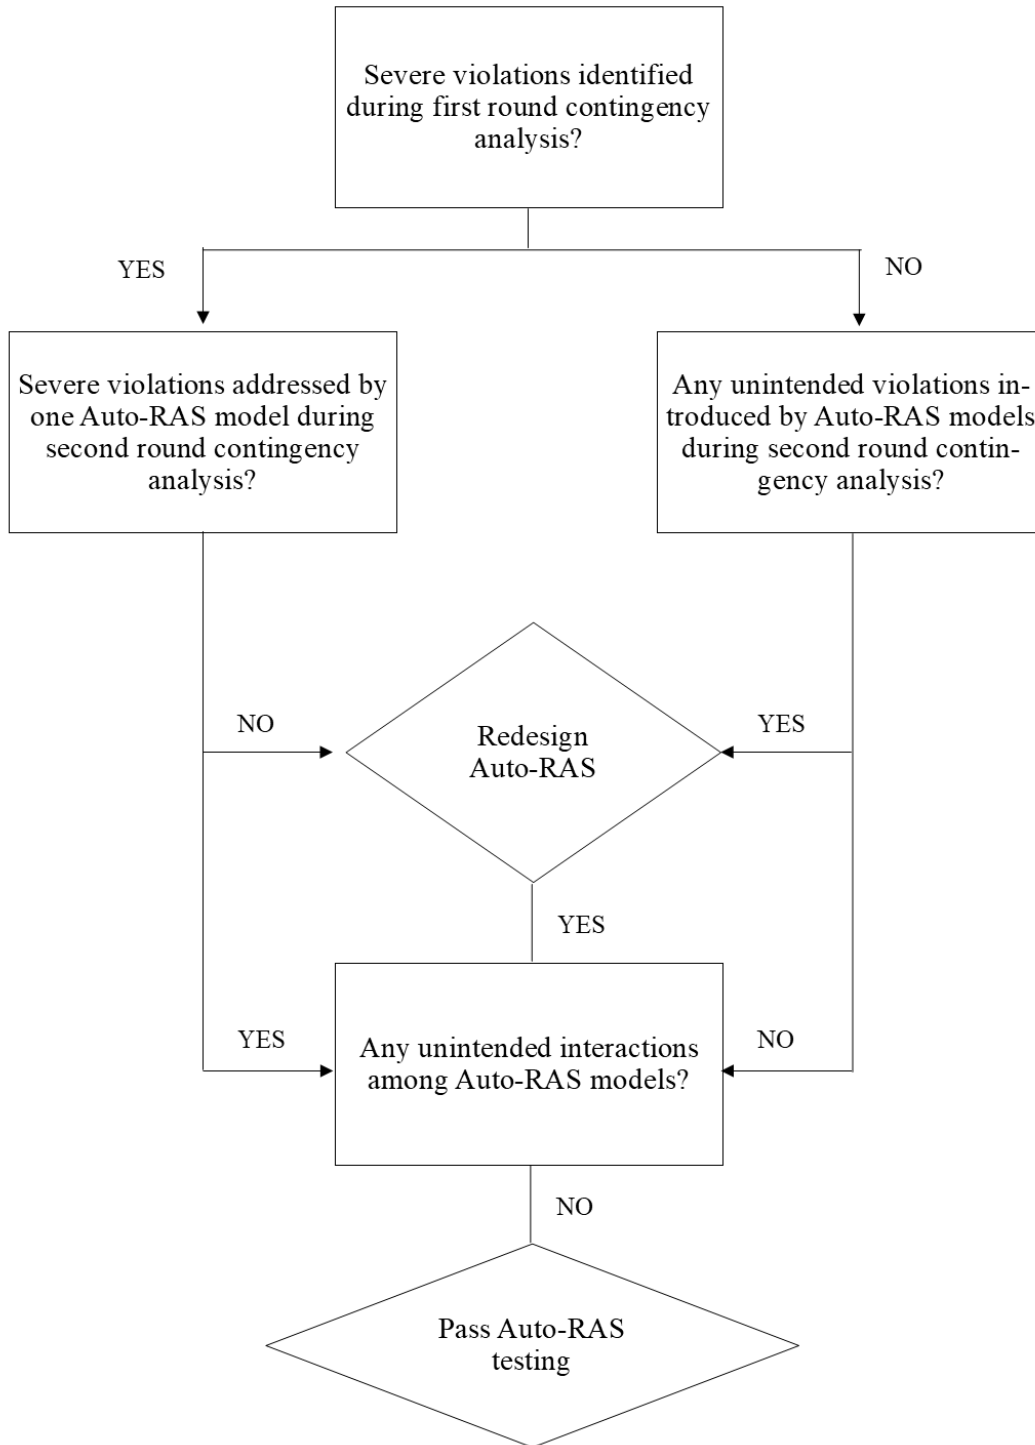 Severe violations identified
during first round contingency
analysis?
YES
NO
Severe violations addressed by
one Auto-RAS model during
second round contingency
analysis?
Any unintended violations in-
troduced by Auto-RAS models
during second round contin-
gency analysis?
NO
YES
Redesign
Auto-RAS
YES
YES
NO
Any unintended interactions
among Auto-RAS models?
NO
Pass Auto-RAS
testing